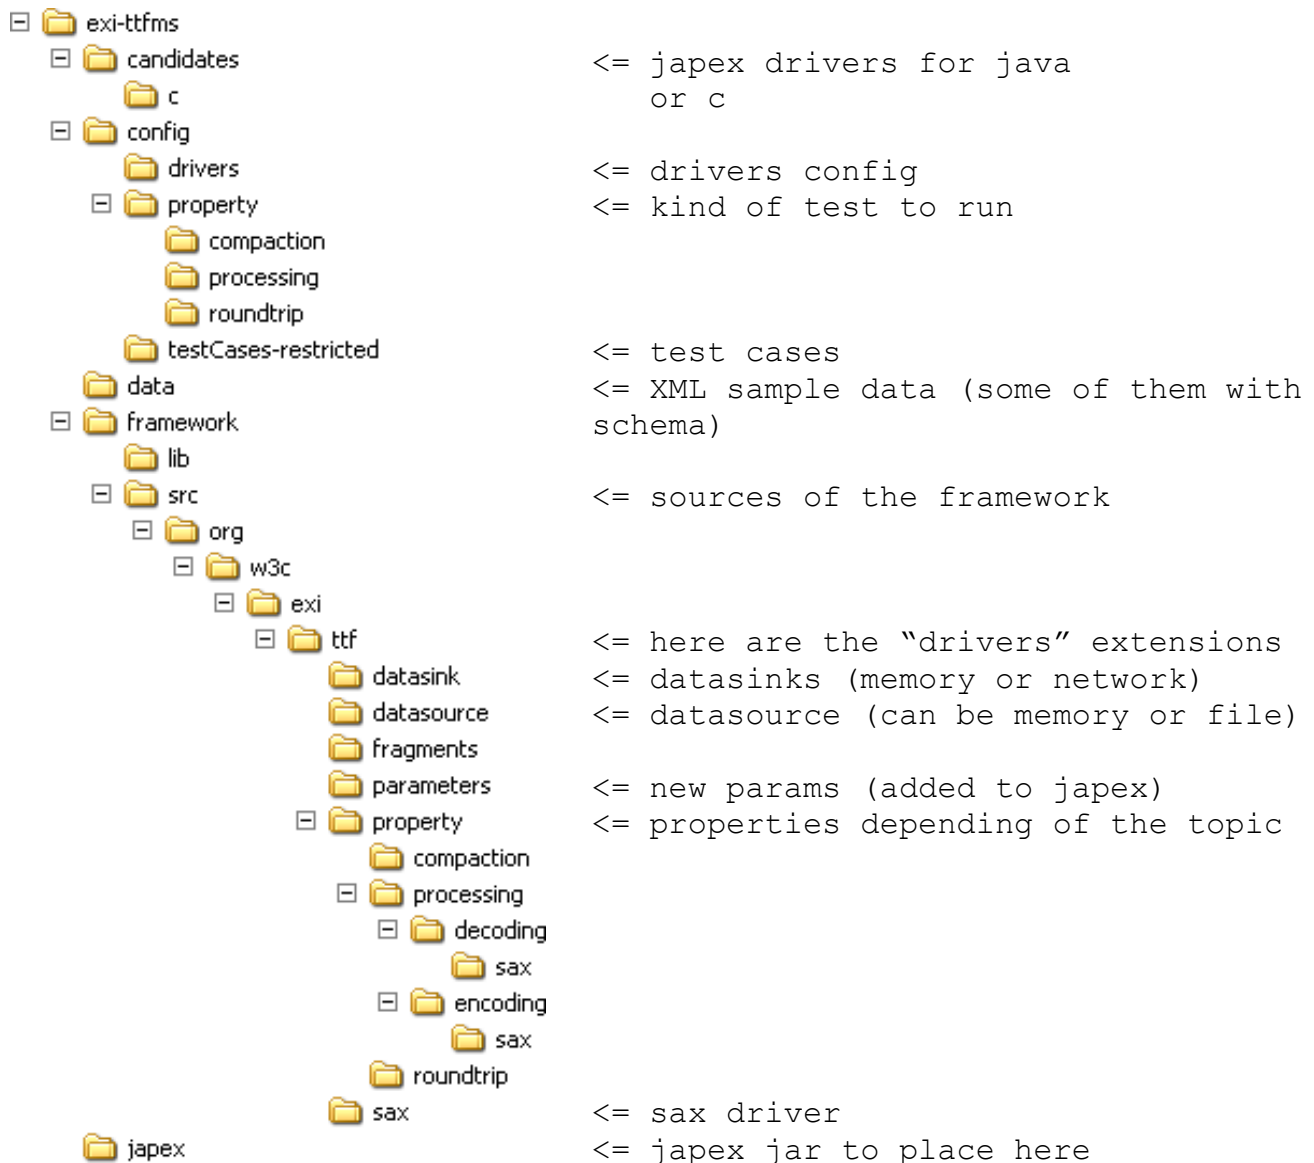 exi-ttfms
candidates <= japex drivers for java
c or c
config
drivers <= drivers config
property <= kind of test to run
compaction
processing
roundtrip
testCases-restricted <= test cases
data <= XML sample data (some of them with
framework schema)
lib
src <= sources of the framework
org
w3c
exi
ttf <= here are the “drivers” extensions
datasink <= datasinks (memory or network)
datasource <= datasource (can be memory or file)
fragments
parameters <= new params (added to japex)
property <= properties depending of the topic
compaction
processing
decoding
sax
encoding
sax
roundtrip
sax <= sax driver
japex <= japex jar to place here